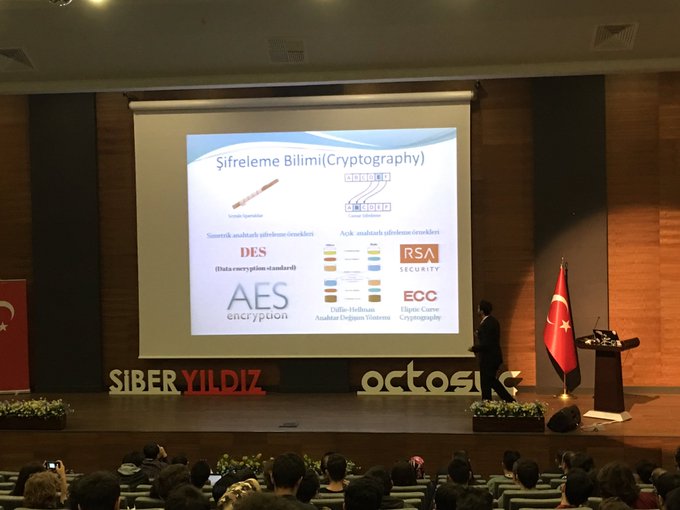 Şifreleme Bilimi(Cryptography)
A B C D E F
A B C D E F
Simetrik anahtarlı şifreleme örnekleri
Açık anahtarlı şifreleme örnekleri
DES
(Data encryption standard)
AES
encryption
Diffie-Hellman
Anahtar Değişim Yöntemi
RSA
SECURITY
ECC
Eliptic Curve
Cryptography
SİBER YILDIZ
octosec